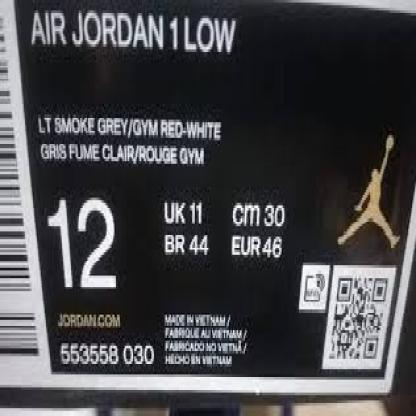 AIR JORDAN 1 LOW
LT SMOKE GREY/GYM RED-WHITE
GRIS FUME CLAIR/ROUGE GYM
12
UK 11 cm 30
BR 44 EUR 46
JORDAN.COM
553558 030
MADE IN VIETNAM /
FABRIQUE AU VIETNAM /
FABRICADO NO VIETNÃ /
HECHO EN VIETNAM